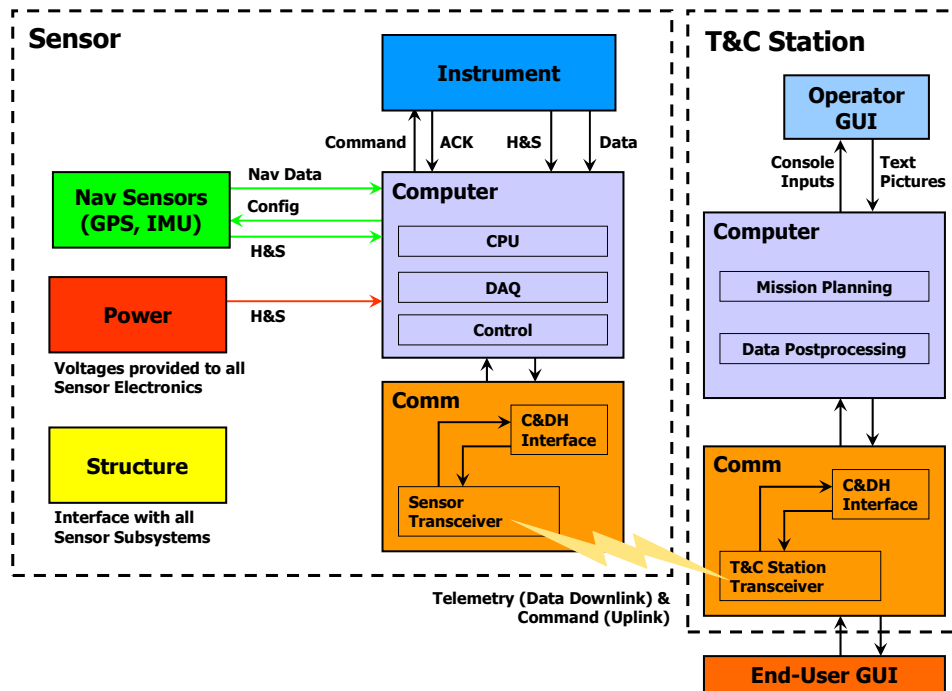 Sensor
Instrument
Command
ACK
H&S
Data
Nav Sensors
(GPS, IMU)
Nav Data
Config
H&S
Computer
CPU
DAQ
Control
Power
H&S
Voltages provided to all
Sensor Electronics
Structure
Interface with all
Sensor Subsystems
Comm
C&DH
Interface
Sensor
Transceiver
Telemetry (Data Downlink) &
Command (Uplink)
T&C Station
Operator
GUI
Console
Inputs
Text
Pictures
Computer
Mission Planning
Data Postprocessing
Comm
C&DH
Interface
T&C Station
Transceiver
End-User GUI